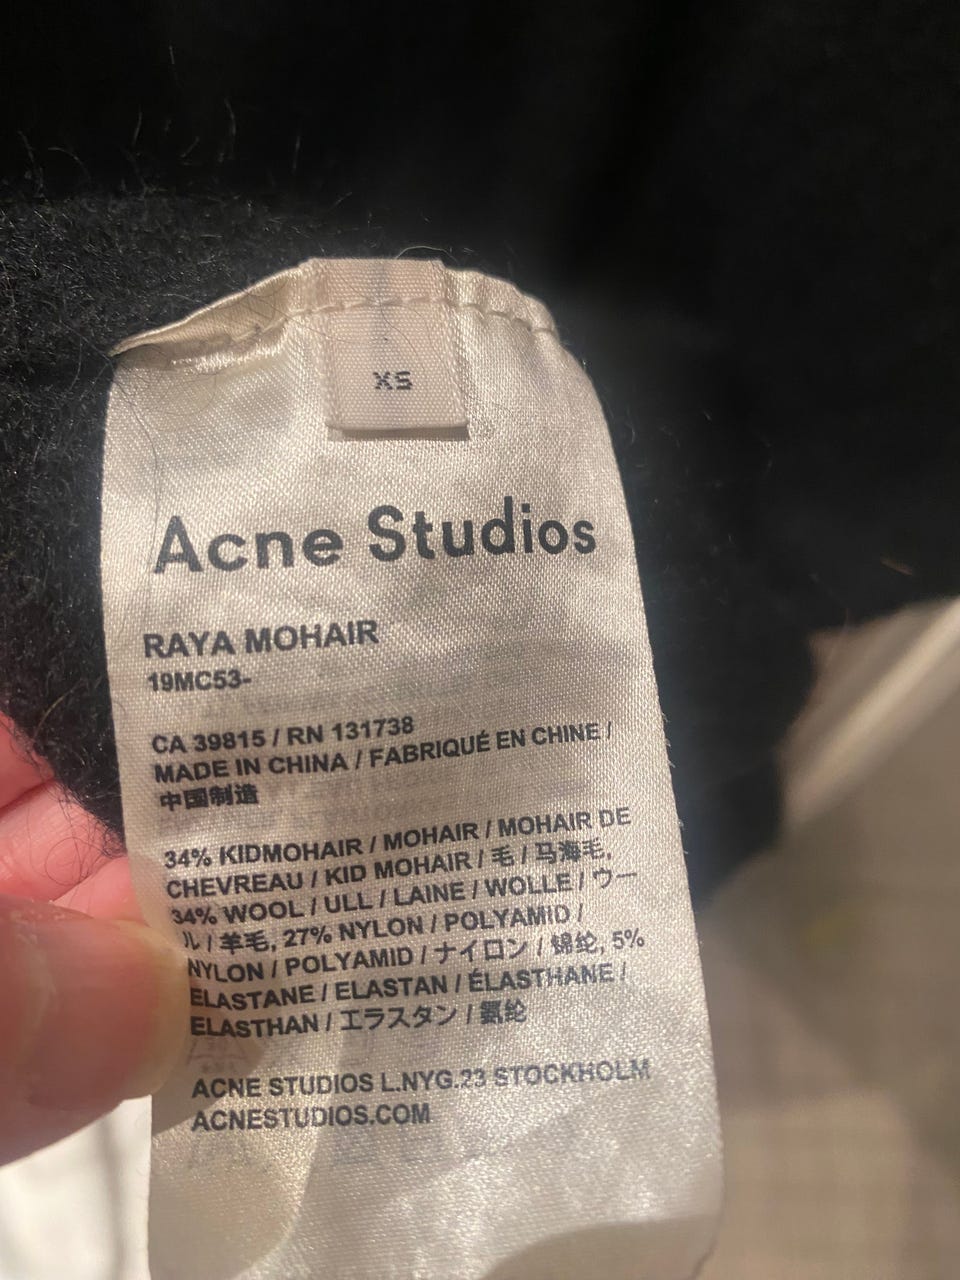 XS
Acne Studios
RAYA MOHAIR
19MC53-
CA 39815 / RN 131738
MADE IN CHINA / FABRIQUÉ EN CHINE /
中国制造
34% KIDMOHAIR / MOHAIR / MOHAIR DE
CHEVREAU / KID MOHAIR / 毛 / 马海毛,
34% WOOL / ULL / LAINE / WOLLE / ウー
ル / 羊毛, 27% NYLON / POLYAMID /
NYLON / POLYAMID / ナイロン / 锦纶, 5%
ELASTANE / ELASTAN / ÉLASTHANE /
ELASTHAN / エラスタン / 氨纶
ACNE STUDIOS L.NYG.23 STOCKHOLM
ACNESTUDIOS.COM